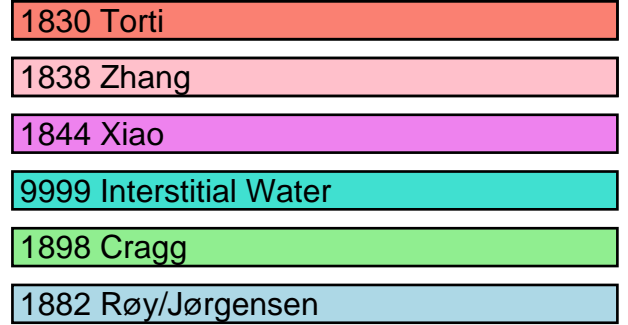 1830 Torti
1838 Zhang
1844 Xiao
9999 Interstitial Water
1898 Cragg
1882 Røy/Jørgensen